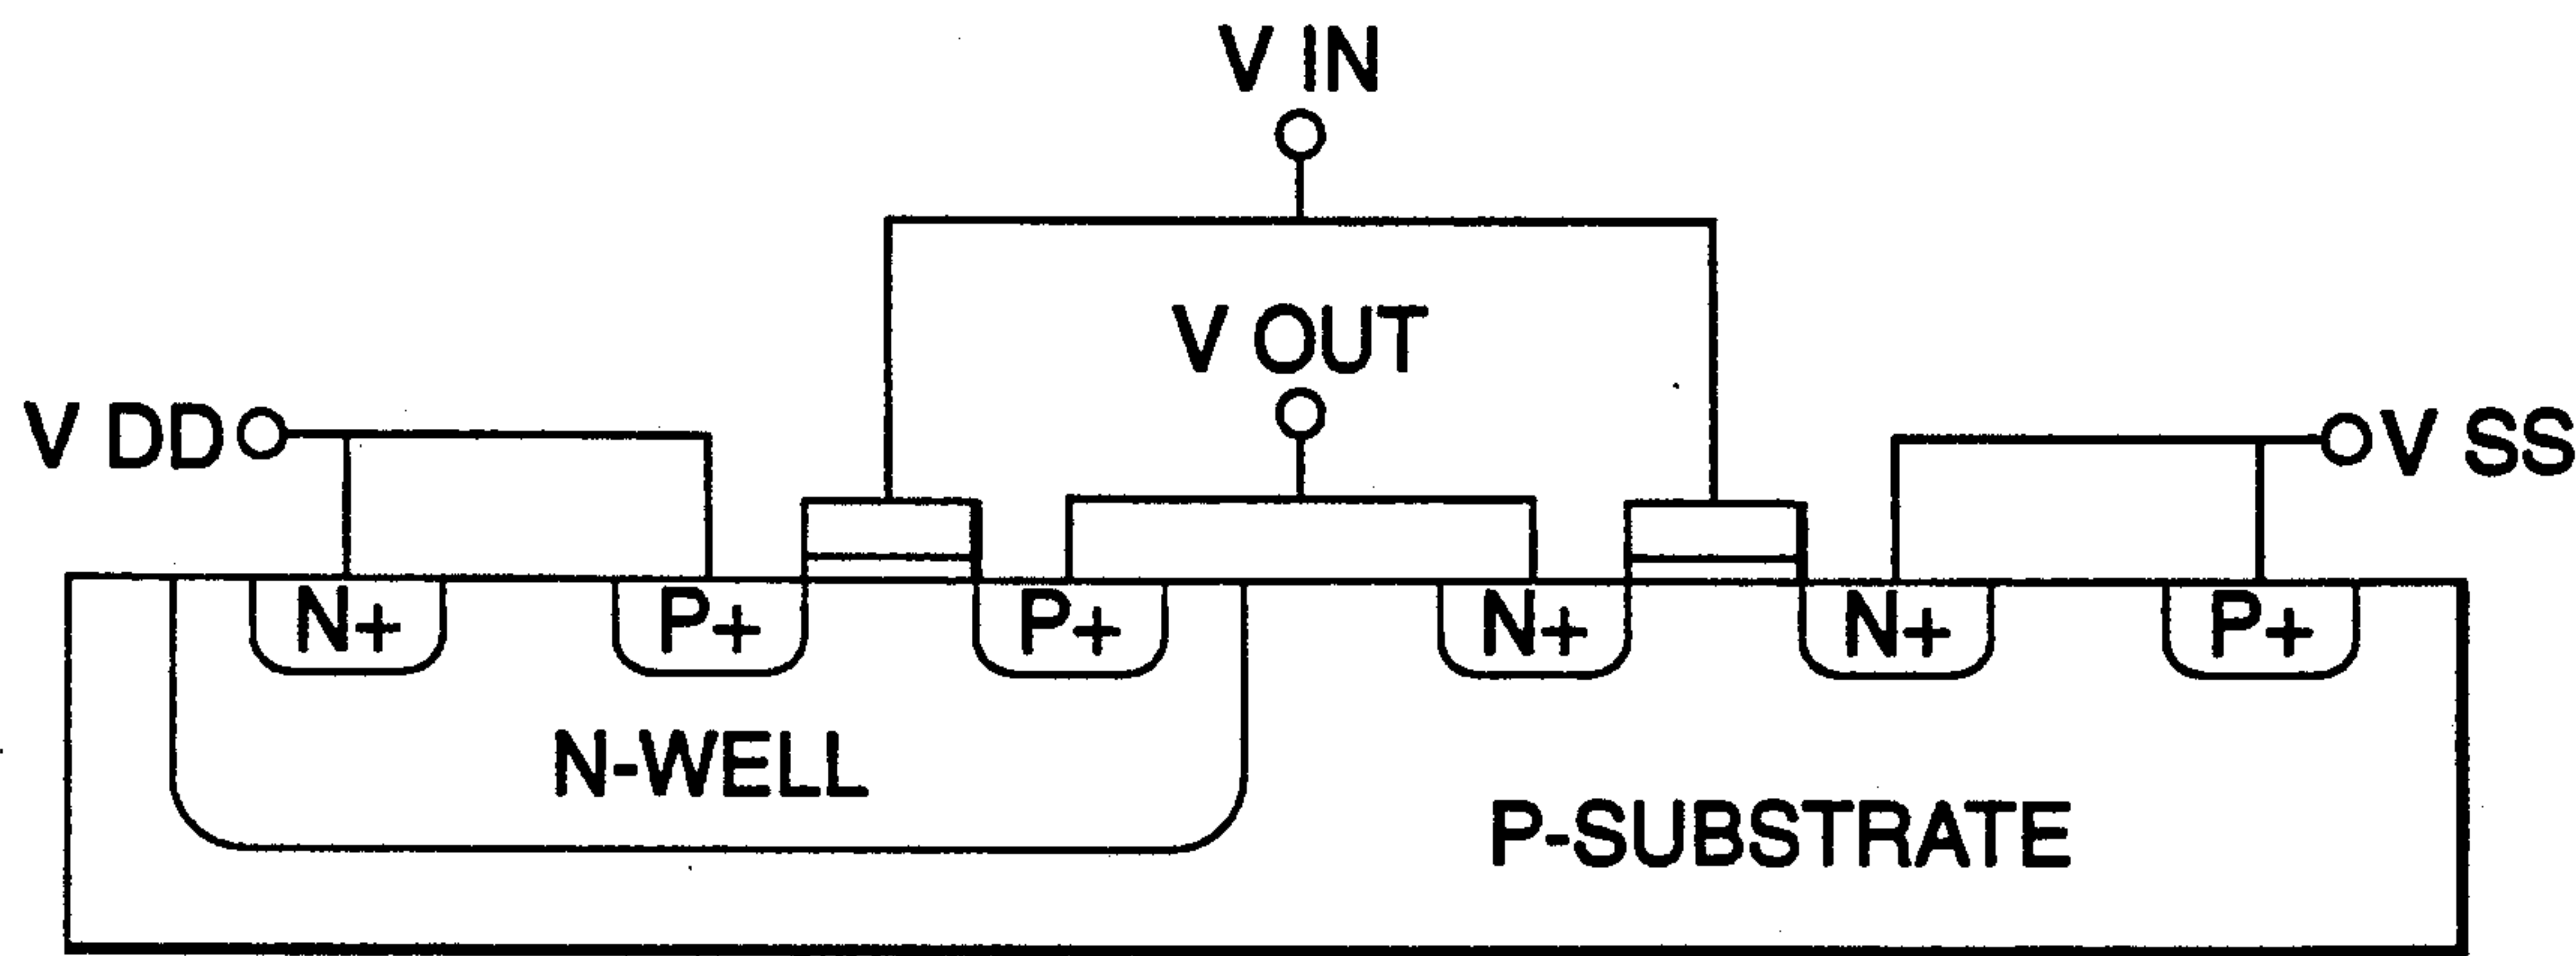 V IN
V OUT
V DD
V SS
N+ P+ P+ N+ N+ P+
N-WELL
P-SUBSTRATE